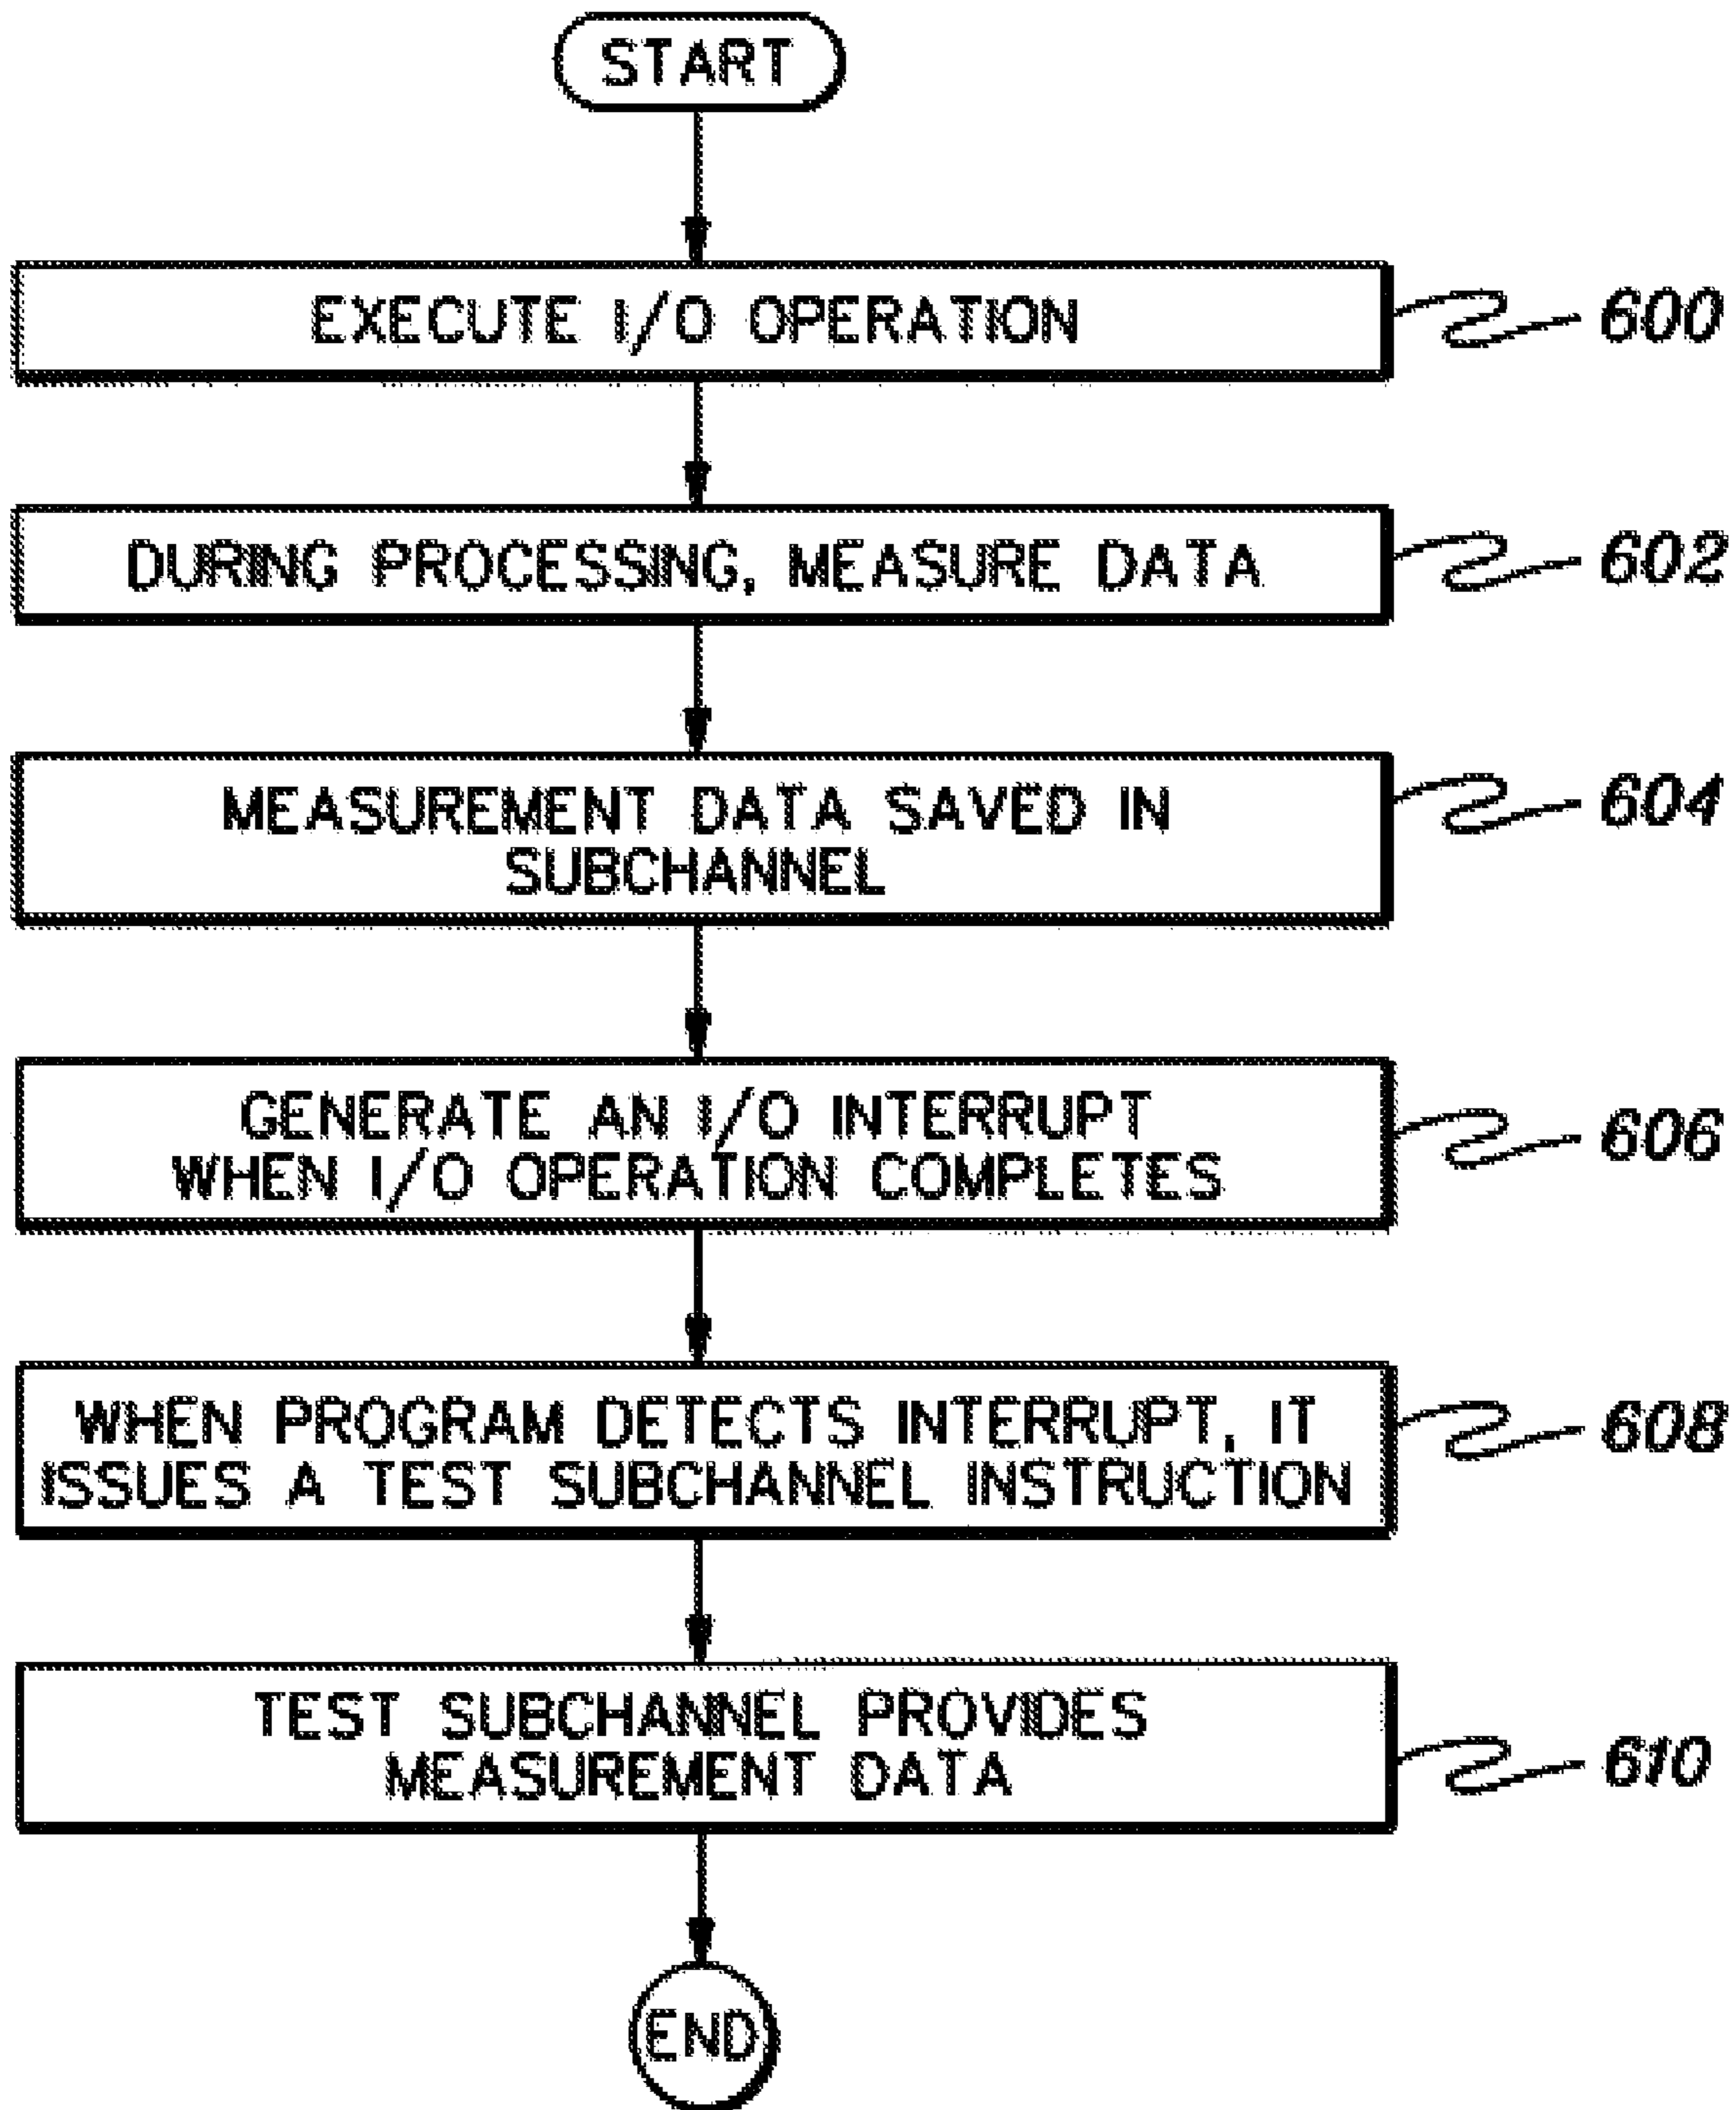 START
EXECUTE I/O OPERATION
600
DURING PROCESSING, MEASURE DATA
602
MEASUREMENT DATA SAVED IN
SUBCHANNEL
604
GENERATE AN I/O INTERRUPT
WHEN I/O OPERATION COMPLETES
606
WHEN PROGRAM DETECTS INTERRUPT, IT
ISSUES A TEST SUBCHANNEL INSTRUCTION
608
TEST SUBCHANNEL PROVIDES
MEASUREMENT DATA
610
END